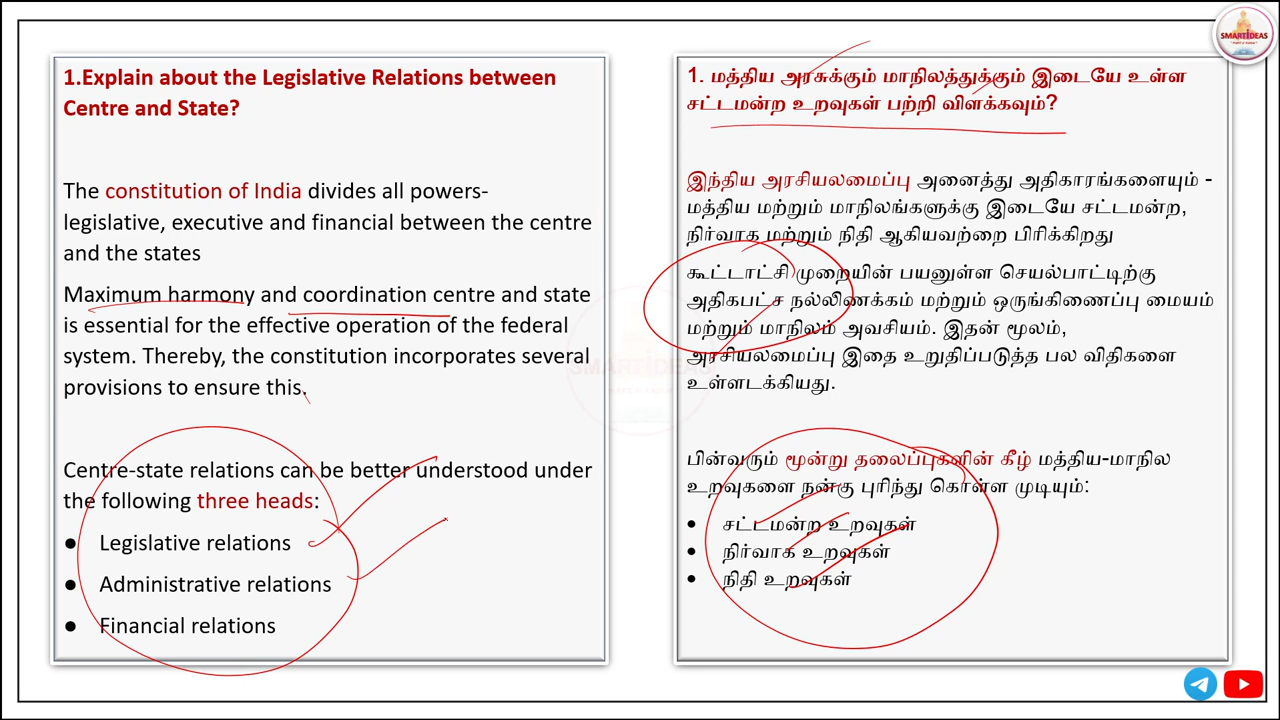 SMARTIDEAS
1.Explain about the Legislative Relations between
Centre and State?
The constitution of India divides all powers-
legislative, executive and financial between the centre
and the states
Maximum harmony and coordination centre and state
is essential for the effective operation of the federal
system. Thereby, the constitution incorporates several
provisions to ensure this.
Centre-state relations can be better understood under
the following three heads:
● Legislative relations
● Administrative relations
● Financial relations
1. மத்திய அரசுக்கும் மாநிலத்துக்கும் இடையே உள்ள
சட்டமன்ற உறவுகள் பற்றி விளக்கவும்?
இந்திய அரசியலமைப்பு அனைத்து அதிகாரங்களையும் -
மத்திய மற்றும் மாநிலங்களுக்கு இடையே சட்டமன்ற,
நிர்வாக மற்றும் நிதி ஆகியவற்றை பிரிக்கிறது
கூட்டாட்சி முறையின் பயனுள்ள செயல்பாட்டிற்கு
அதிகபட்ச நல்லிணக்கம் மற்றும் ஒருங்கிணைப்பு மையம்
மற்றும் மாநிலம் அவசியம். இதன் மூலம்,
அரசியலமைப்பு இதை உறுதிப்படுத்த பல விதிகளை
உள்ளடக்கியது.
பின்வரும் மூன்று தலைப்புகளின் கீழ் மத்திய-மாநில
உறவுகளை நன்கு புரிந்து கொள்ள முடியும்:
• சட்டமன்ற உறவுகள்
• நிர்வாக உறவுகள்
• நிதி உறவுகள்
SMARTIDEAS